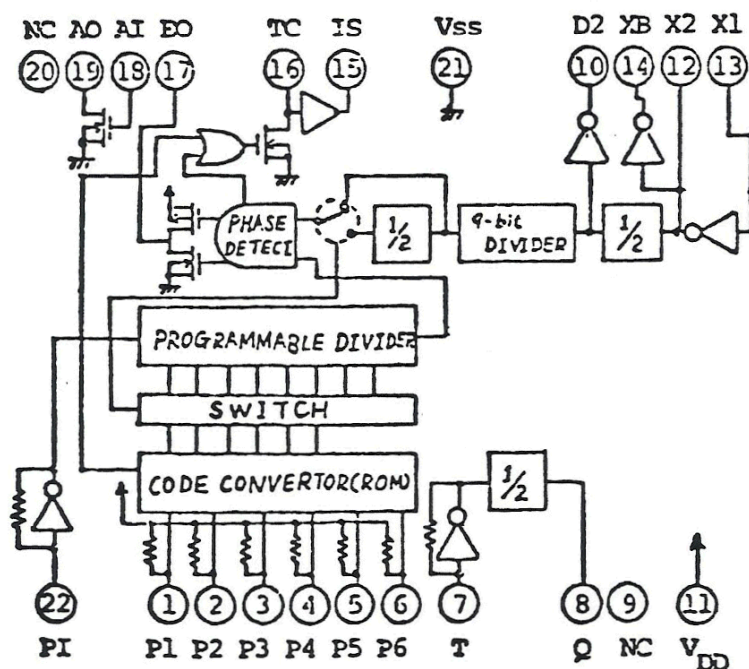 NC AO AI EO TC IS Vss D2 XB X2 X1
20 19 18 17 16 15 21 10 14 12 13
PHASE DETECT
1/2
9-bit DIVIDER
1/2
PROGRAMMABLE DIVIDER
SWITCH
CODE CONVERTOR(ROM)
1/2
22 1 2 3 4 5 6 7 8 9 11
PI P1 P2 P3 P4 P5 P6 T Q NC VDD